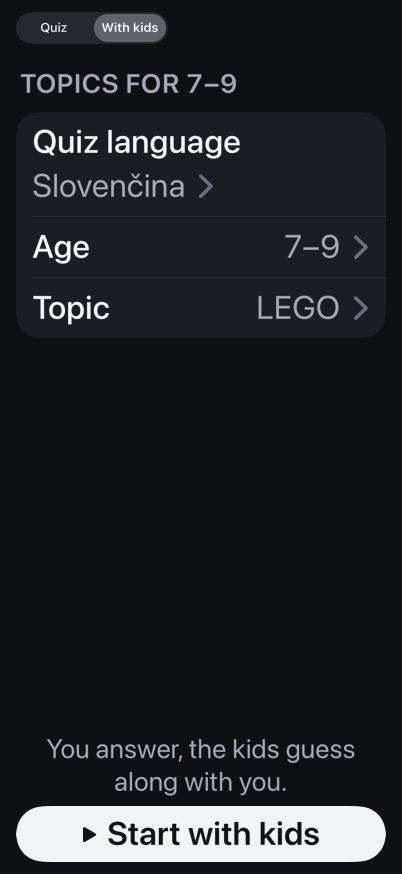 Quiz
With kids
TOPICS FOR 7–9
Quiz language
Slovenčina
Age
7–9
Topic
LEGO
You answer, the kids guess
along with you.
Start with kids